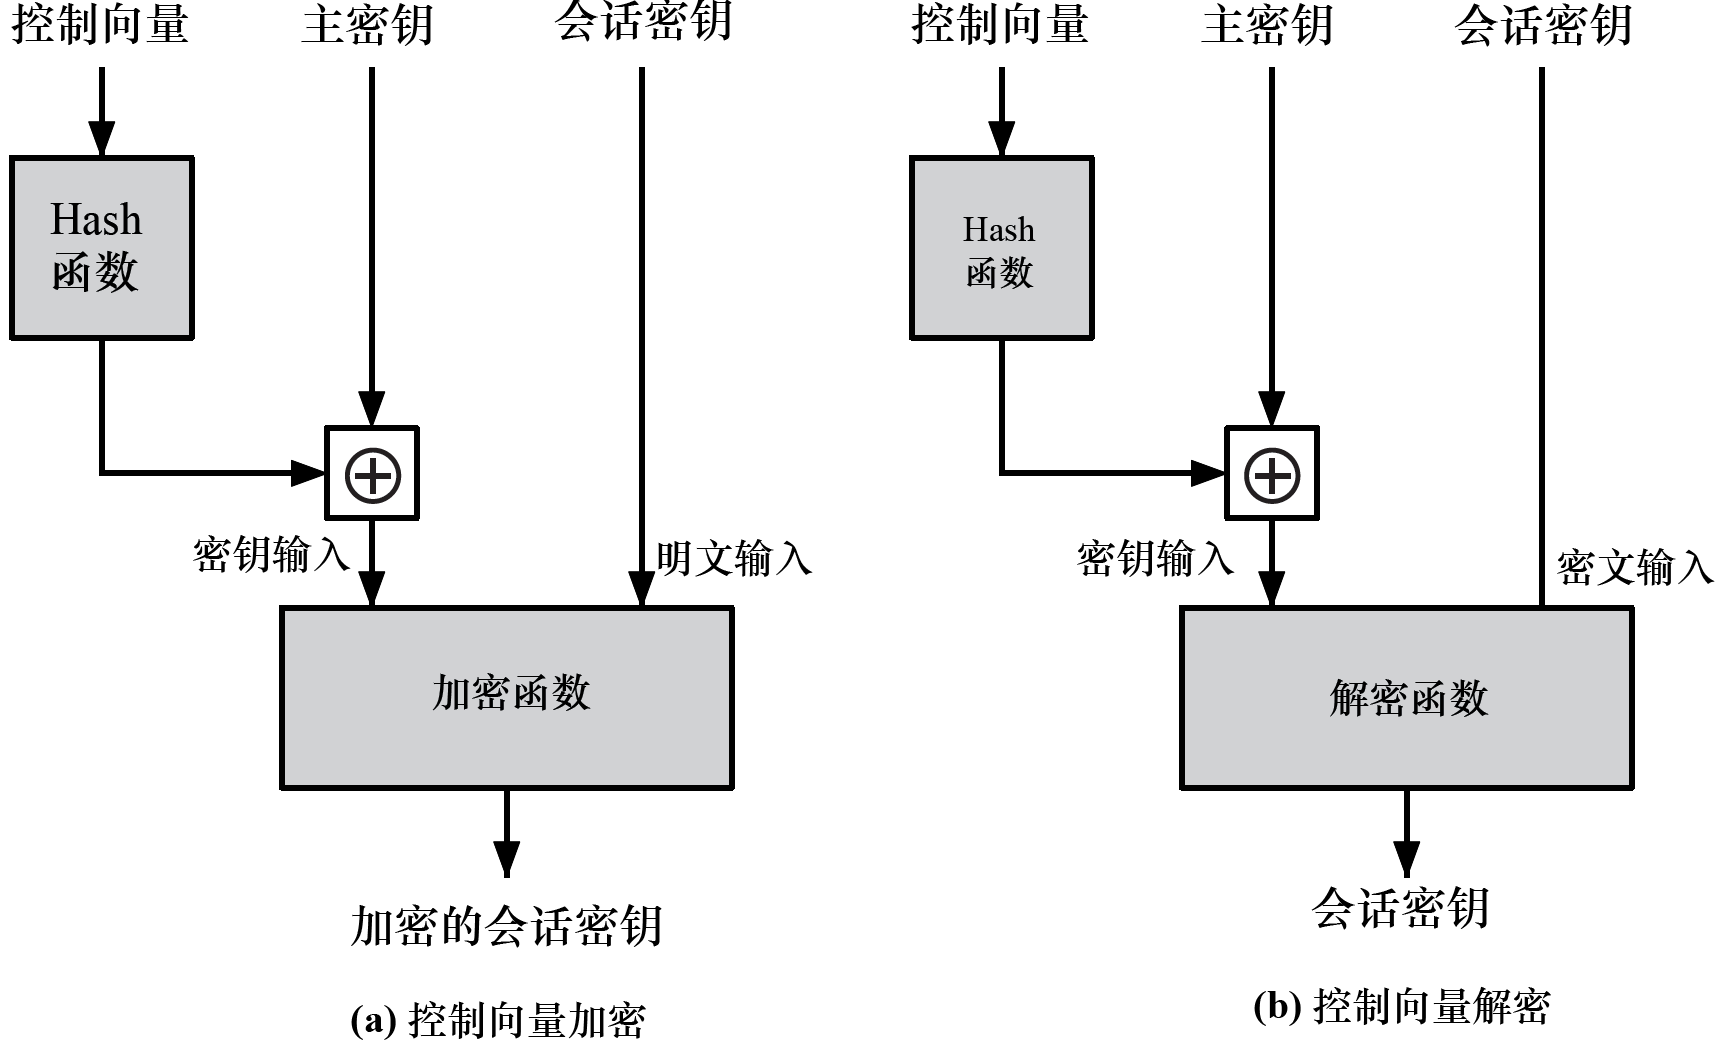 控制向量
主密钥
会话密钥
Hash
函数
密钥输入
明文输入
加密函数
加密的会话密钥
(a) 控制向量加密
控制向量
主密钥
会话密钥
Hash
函数
密钥输入
密文输入
解密函数
会话密钥
(b) 控制向量解密